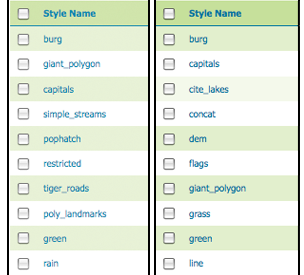 Style Name
burg
giant_polygon
capitals
simple_streams
pophatch
restricted
tiger_roads
poly_landmarks
green
rain
Style Name
burg
capitals
cite_lakes
concat
dem
flags
giant_polygon
grass
green
line